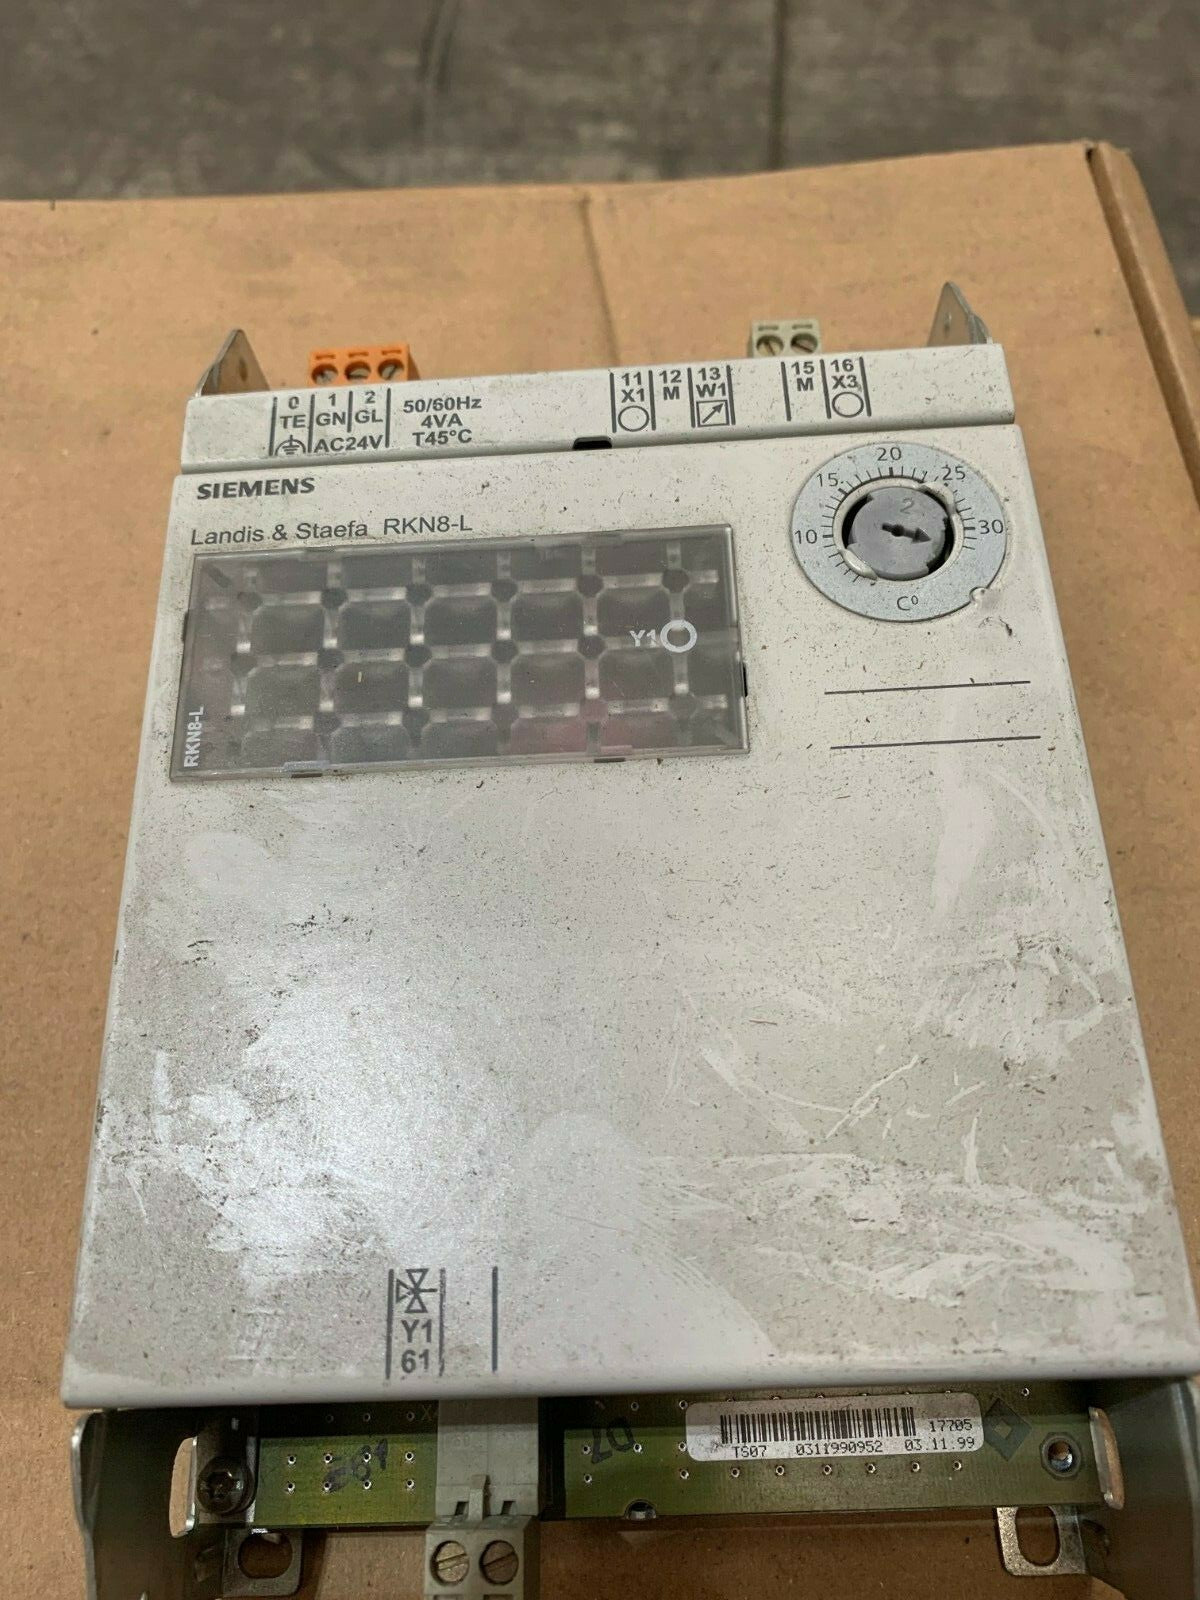 0 1 2 50/60Hz 11 12 13 15 16
TE GN GL 4VA X1 M W1 M X3
AC24V T45°C
SIEMENS
Landis & Staefa RKN8-L
10 15 20 25 30
2
C⁰
Y1
RKN8-L
Y1
61
17705
TS07 0311990952 03.11.99